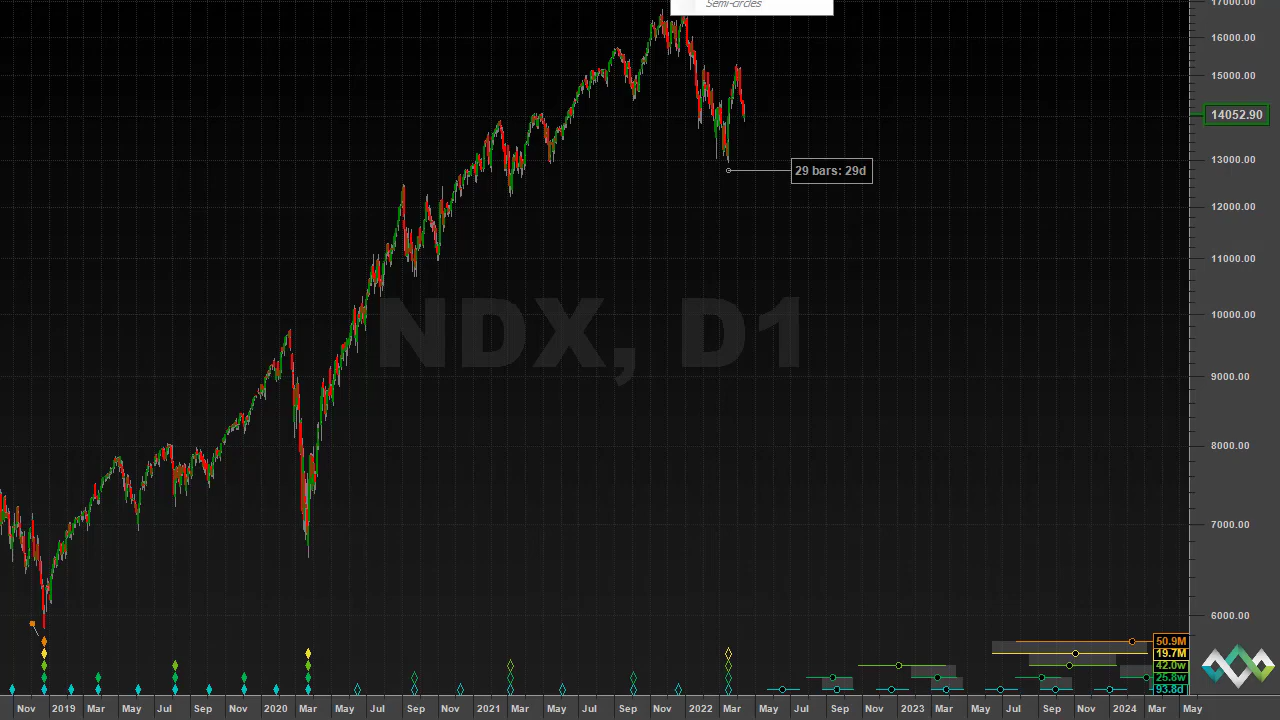 Semi-circles
17000.00
16000.00
15000.00
14052.90
29 bars: 29d
13000.00
12000.00
11000.00
NDX, D1
10000.00
9000.00
8000.00
7000.00
6000.00
50.9M
19.7M
42.0w
25.8w
93.8d
Nov 2019 Mar May Jul Sep Nov 2020 Mar May Jul Sep Nov 2021 Mar May Jul Sep Nov 2022 Mar May Jul Sep Nov 2023 Mar May Jul Sep Nov 2024 Mar May